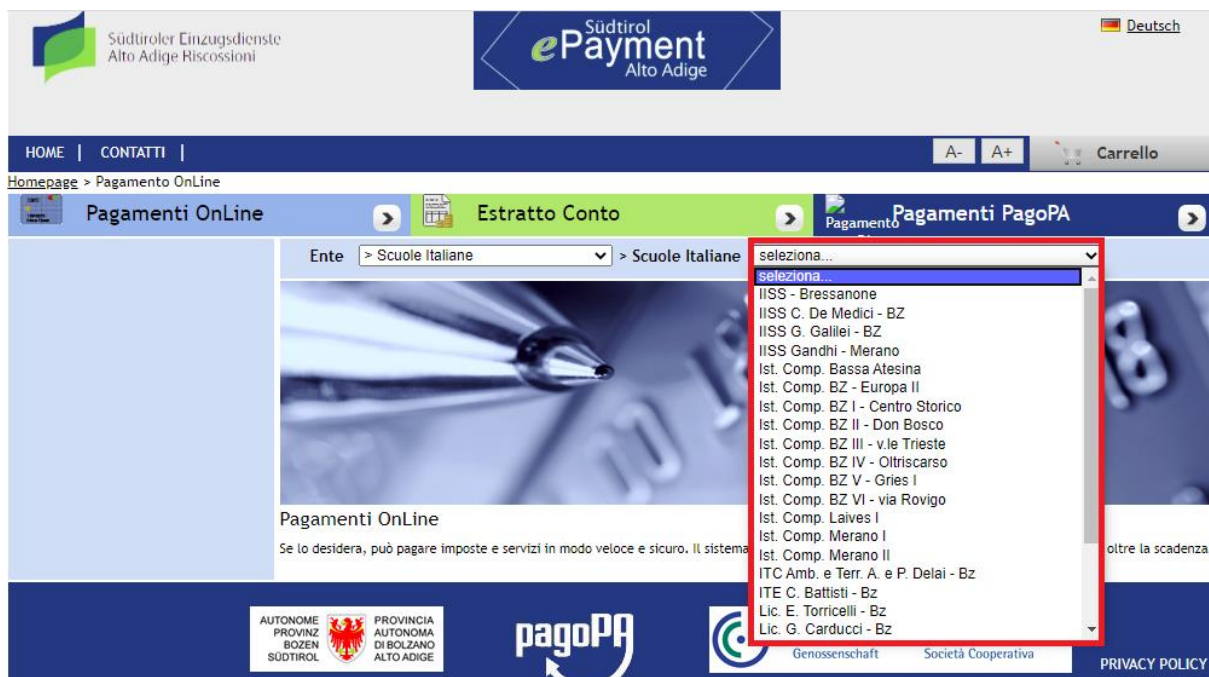 Südtiroler Einzugsdienste
Alto Adige Riscossioni
Südtirol
ePayment
Alto Adige
Deutsch
HOME | CONTATTI |
A- A+ Carrello
Homepage > Pagamento OnLine
Pagamenti OnLine
Estratto Conto
Pagamento
Pagamenti PagoPA
Ente > Scuole Italiane > Scuole Italiane seleziona...
seleziona...
IISS - Bressanone
IISS C. De Medici - BZ
IISS G. Galilei - BZ
IISS Gandhi - Merano
Ist. Comp. Bassa Atesina
Ist. Comp. BZ - Europa II
Ist. Comp. BZ I - Centro Storico
Ist. Comp. BZ II - Don Bosco
Ist. Comp. BZ III - v.le Trieste
Ist. Comp. BZ IV - Oltriscarso
Ist. Comp. BZ V - Gries I
Ist. Comp. BZ VI - via Rovigo
Ist. Comp. Laives I
Ist. Comp. Merano I
Ist. Comp. Merano II
ITC Amb. e Terr. A. e P. Delai - Bz
ITE C. Battisti - Bz
Lic. E. Torricelli - Bz
Lic. G. Carducci - Bz
Pagamenti OnLine
Se lo desidera, può pagare imposte e servizi in modo veloce e sicuro. Il sistema oltre la scadenza
AUTONOME
PROVINZ
BOZEN
SÜDTIROL
PROVINCIA
AUTONOMA
DI BOLZANO
ALTO ADIGE
pagoPA
Genossenschaft Società Cooperativa
PRIVACY POLICY